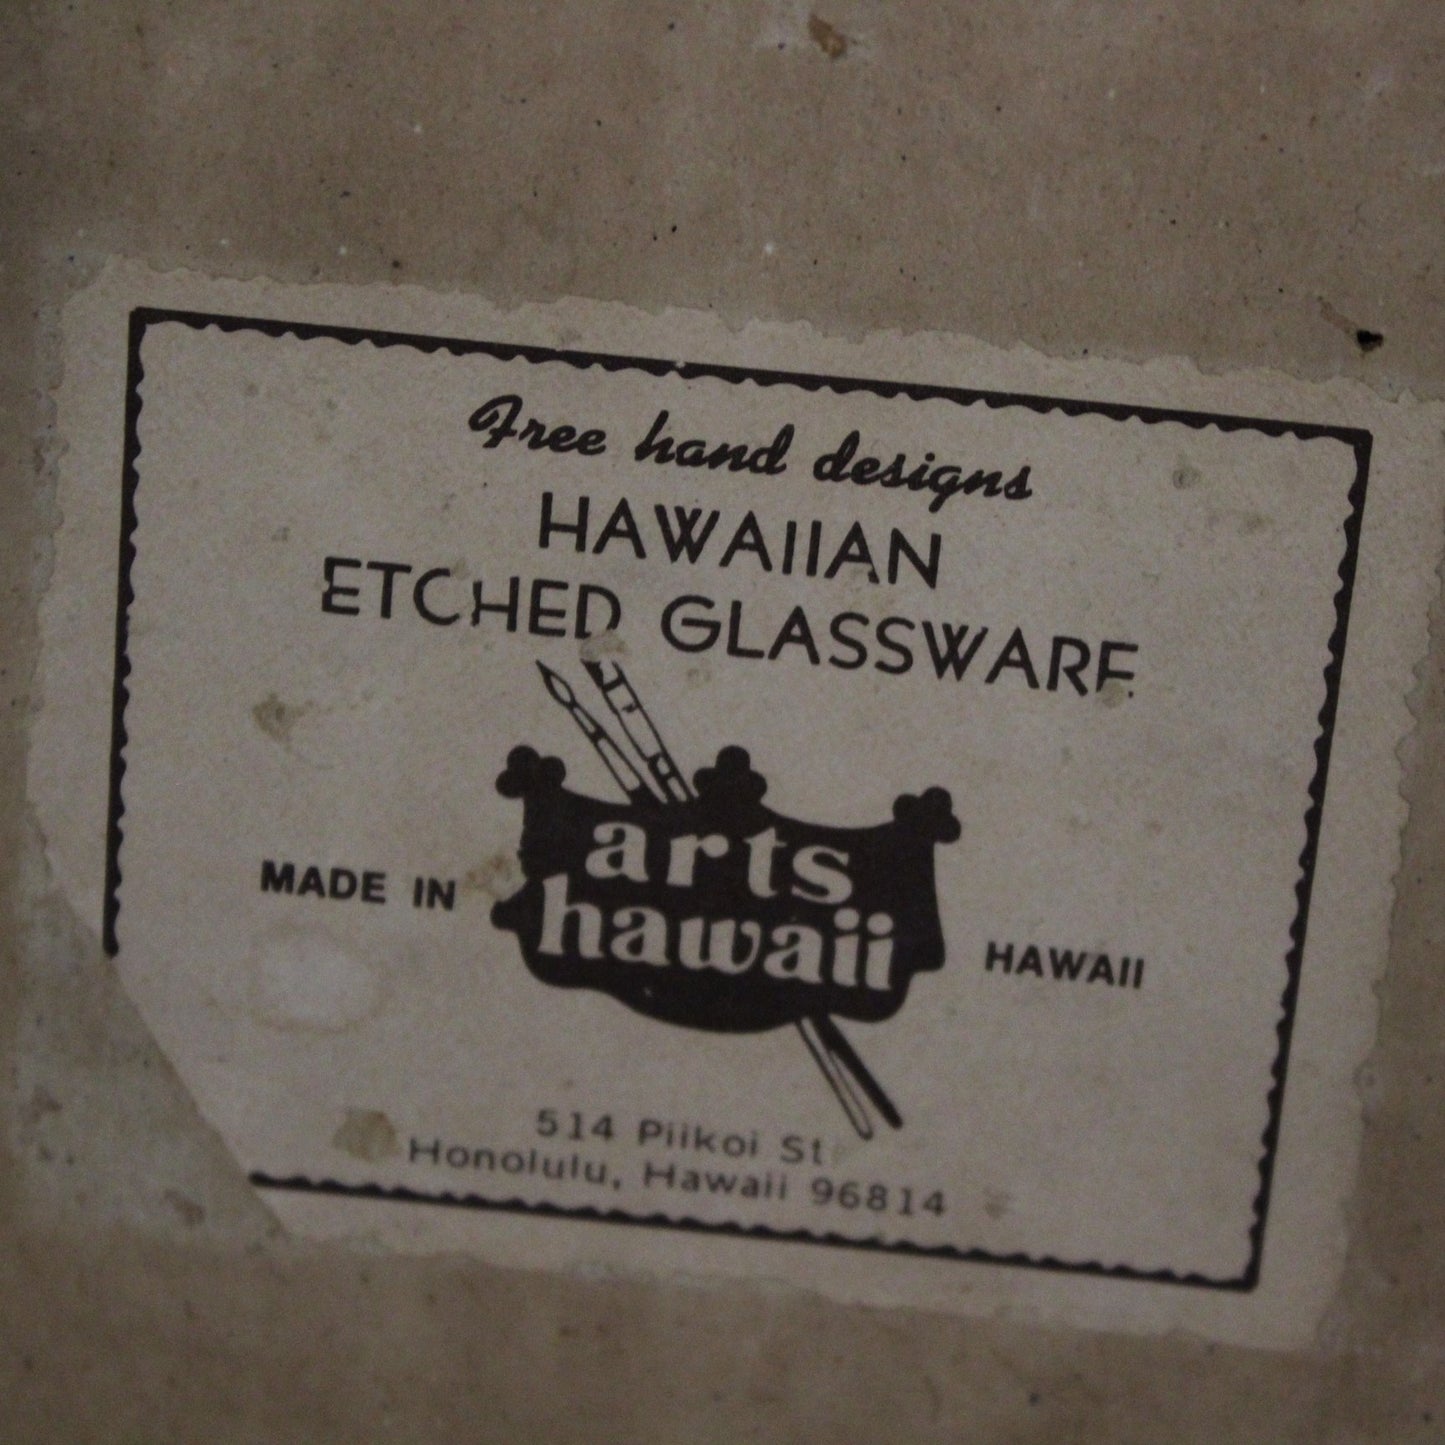 Free hand designs
HAWAIIAN
ETCHED GLASSWARE
arts
hawaii
MADE IN HAWAII
514 Piikoi St
Honolulu, Hawaii 96814